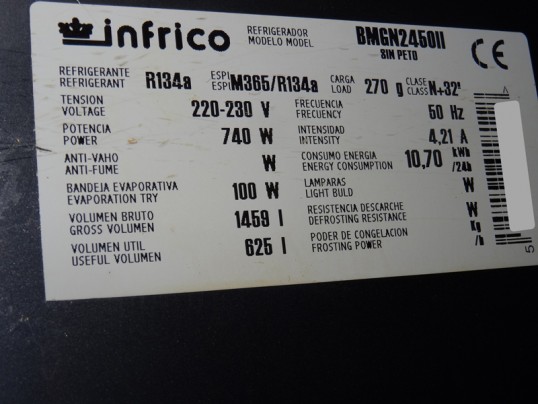 infrico REFRIGERADOR MODELO MODEL BMGN2450II SIN PETO CE
REFRIGERANTE REFRIGERANT R134a ESPU ESPU M365/R134a CARGA LOAD 270 g CLASE CLASS N+32º
TENSION VOLTAGE 220-230 V FRECUENCIA FRECUENCY 50 Hz
POTENCIA POWER 740 W INTENSIDAD INTENSITY 4,21 A
ANTI-VAHO ANTI-FUME W CONSUMO ENERGIA ENERGY CONSUMPTION 10,70 kWh /24h
BANDEJA EVAPORATIVA EVAPORATION TRY 100 W LAMPARAS LIGHT BULD W
VOLUMEN BRUTO GROSS VOLUMEN 1459 l RESISTENCIA DESCARCHE DEFROSTING RESISTANCE W
VOLUMEN UTIL USEFUL VOLUMEN 625 l PODER DE CONGELACION FROSTING POWER Kg /h